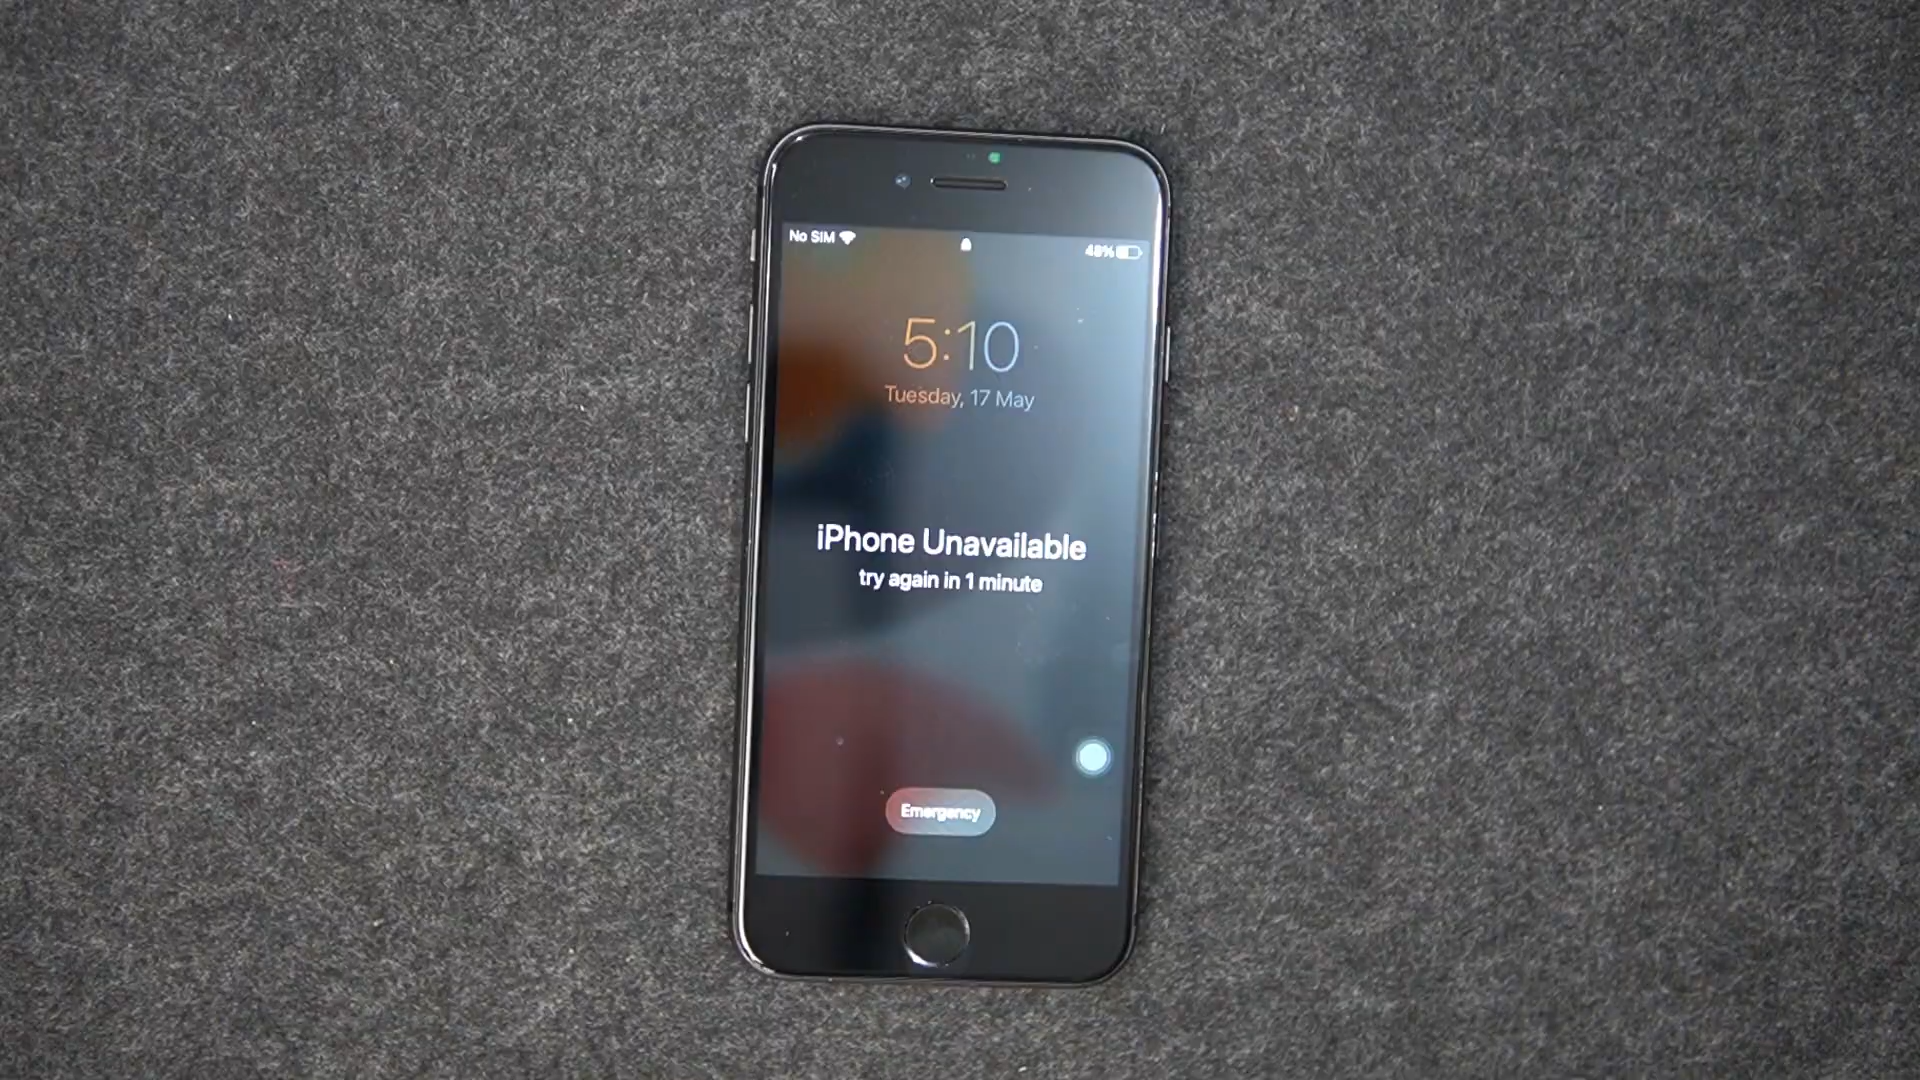 No SIM
48%
5:10
Tuesday, 17 May
iPhone Unavailable
try again in 1 minute
Emergency